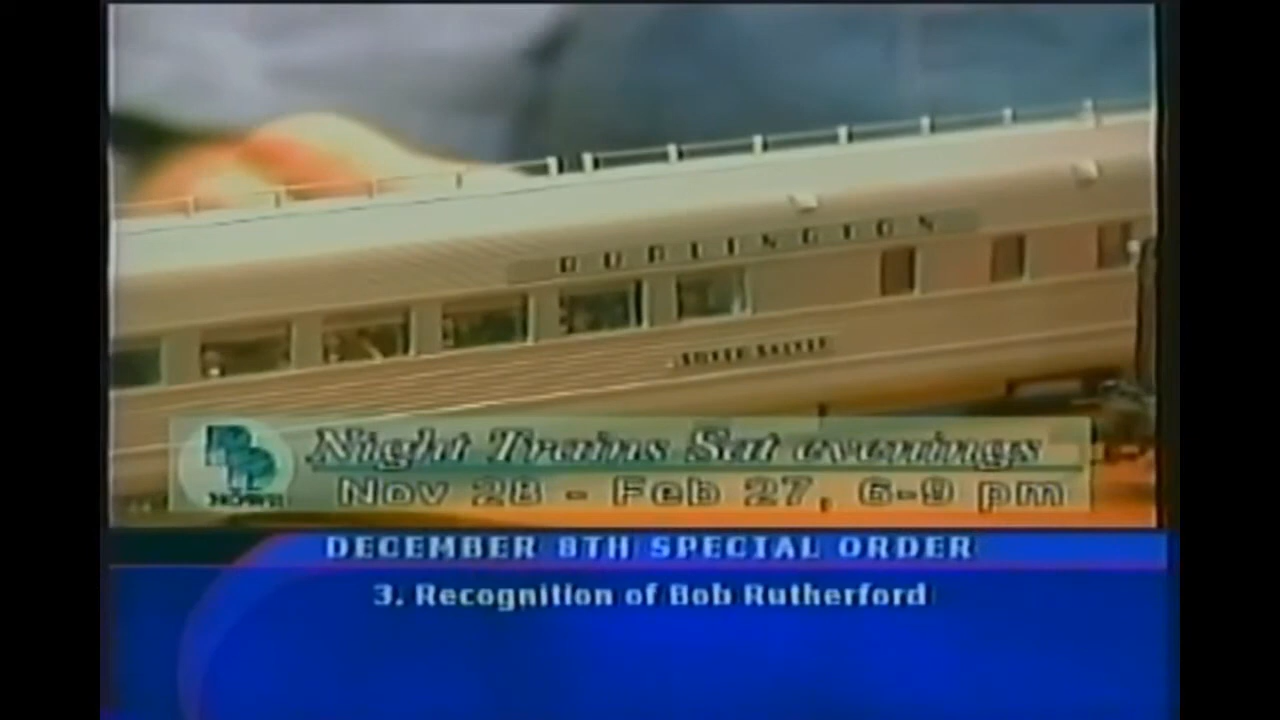 BURLINGTON
Night Trains Sat evenings
NOW
Nov 28 - Feb 27, 6-9 pm
DECEMBER 8TH SPECIAL ORDER
3. Recognition of Bob Rutherford